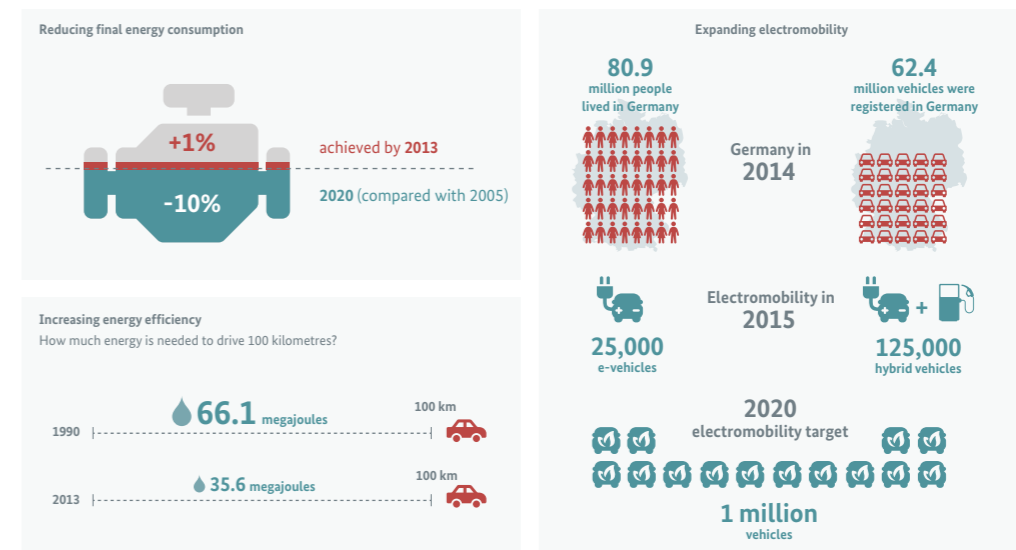 Reducing final energy consumption
+1%
achieved by 2013
-10%
2020 (compared with 2005)
Increasing energy efficiency
How much energy is needed to drive 100 kilometres?
1990
66.1 megajoules
100 km
2013
35.6 megajoules
100 km
Expanding electromobility
80.9
million people
lived in Germany
62.4
million vehicles were
registered in Germany
Germany in
2014
Electromobility in
2015
25,000
e-vehicles
+
125,000
hybrid vehicles
2020
electromobility target
1 million
vehicles